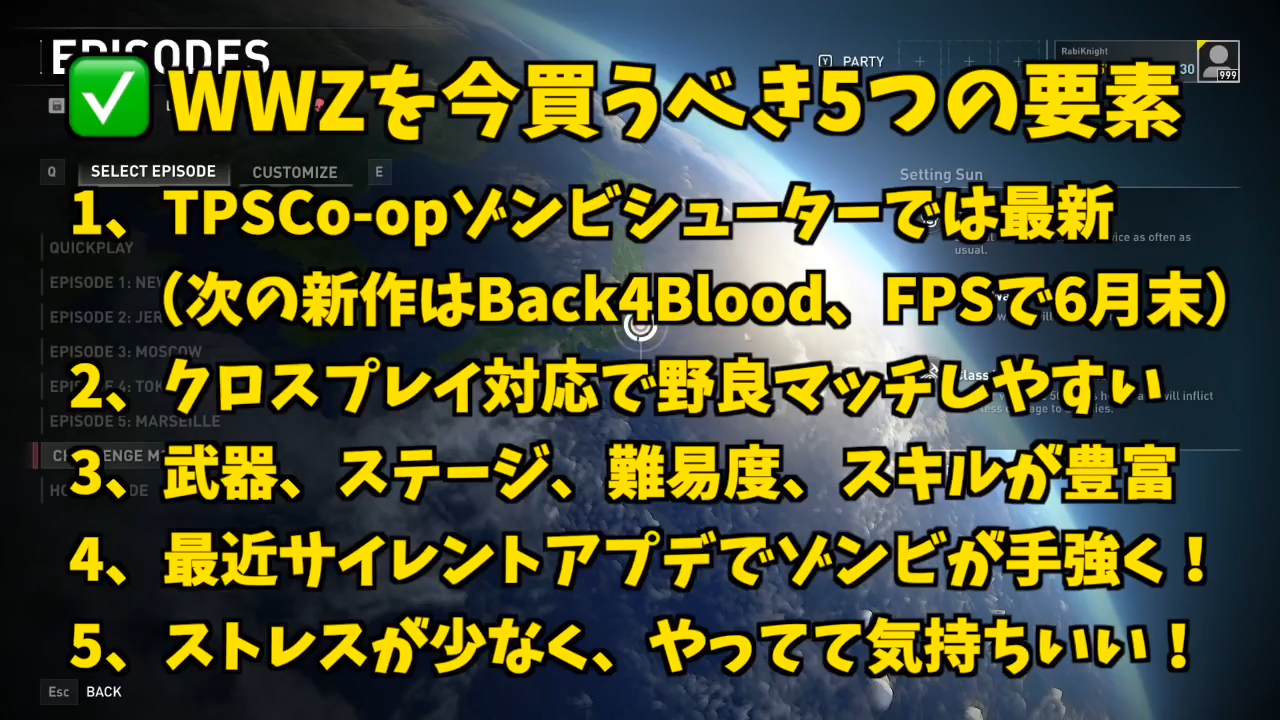 EPISODES
PARTY
RabiKnight
30
999
✅ WWZを今買うべき5つの要素
Q
SELECT EPISODE
CUSTOMIZE
E
Setting Sun
1、TPSCo-opゾンビシューターでは最新
QUICKPLAY
usual.
EPISODE 1:
（次の新作はBack4Blood、FPSで6月末）
EPISODE 2:
EPISODE 3: MOSCOW
2、クロスプレイ対応で野良マッチしやすい
EPISODE 5: MARSEILLE
3、武器、ステージ、難易度、スキルが豊富
4、最近サイレントアプデでゾンビが手強く！
5、ストレスが少なく、やってて気持ちいい！
Esc BACK